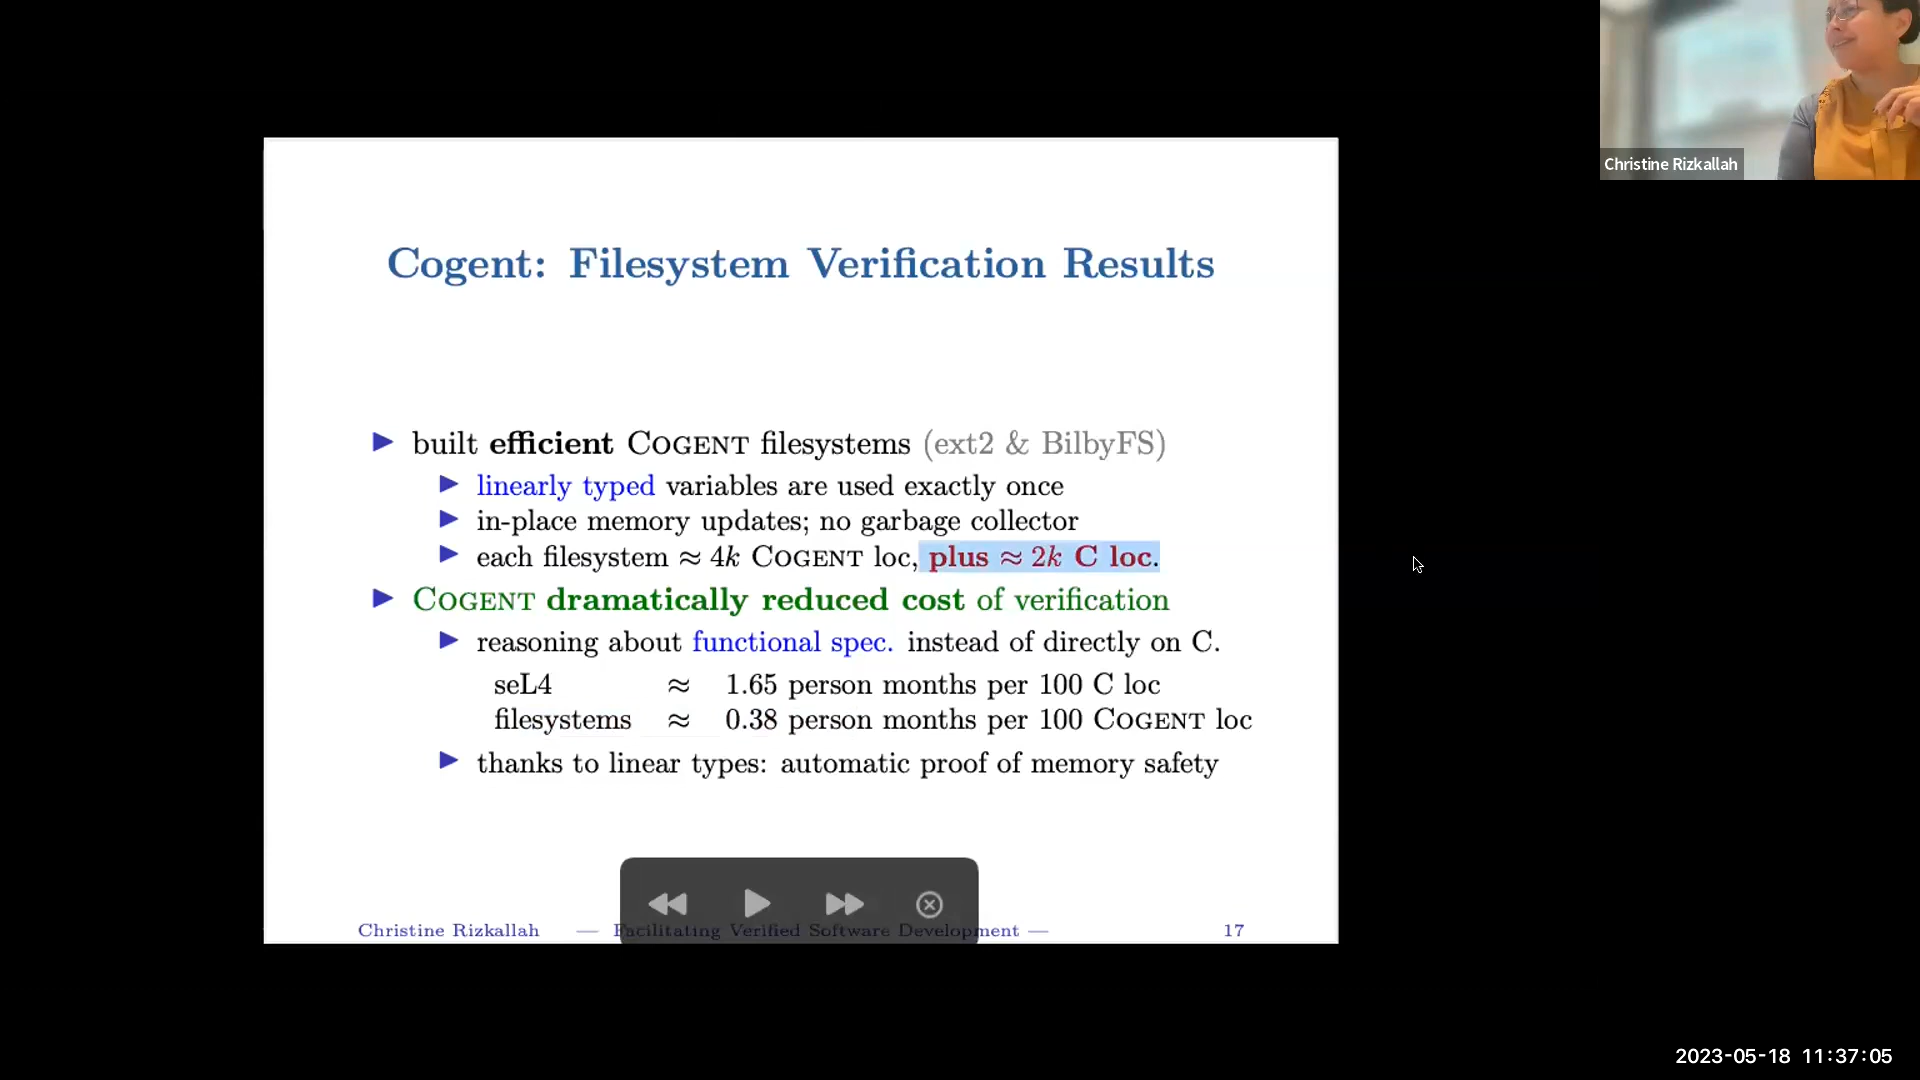 Christine Rizkallah
Cogent: Filesystem Verification Results
built efficient COGENT filesystems (ext2 & BilbyFS)
linearly typed variables are used exactly once
in-place memory updates; no garbage collector
each filesystem ≈ 4k COGENT loc, plus ≈ 2k C loc.
COGENT dramatically reduced cost of verification
reasoning about functional spec. instead of directly on C.
seL4 ≈ 1.65 person months per 100 C loc
filesystems ≈ 0.38 person months per 100 COGENT loc
thanks to linear types: automatic proof of memory safety
Christine Rizkallah — Facilitating Verified Software Development — 17
2023-05-18 11:37:05